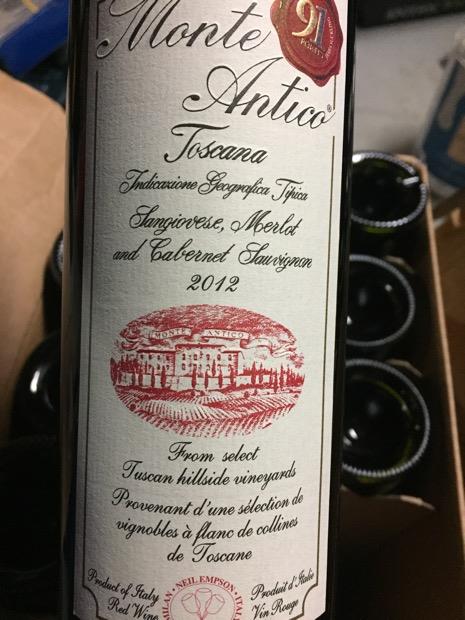 Monte
Antico®
91
POINTS
Toscana
Indicazione Geografica Tipica
Sangiovese, Merlot
and Cabernet Sauvignon
2012
MONTE ANTICO
From select
Tuscan hillside vineyards
Provenant d'une sélection de
vignobles à flanc de collines
de Toscane
Product of Italy
Red Wine
NEIL EMPSON
Produit d'Italie
Vin Rouge